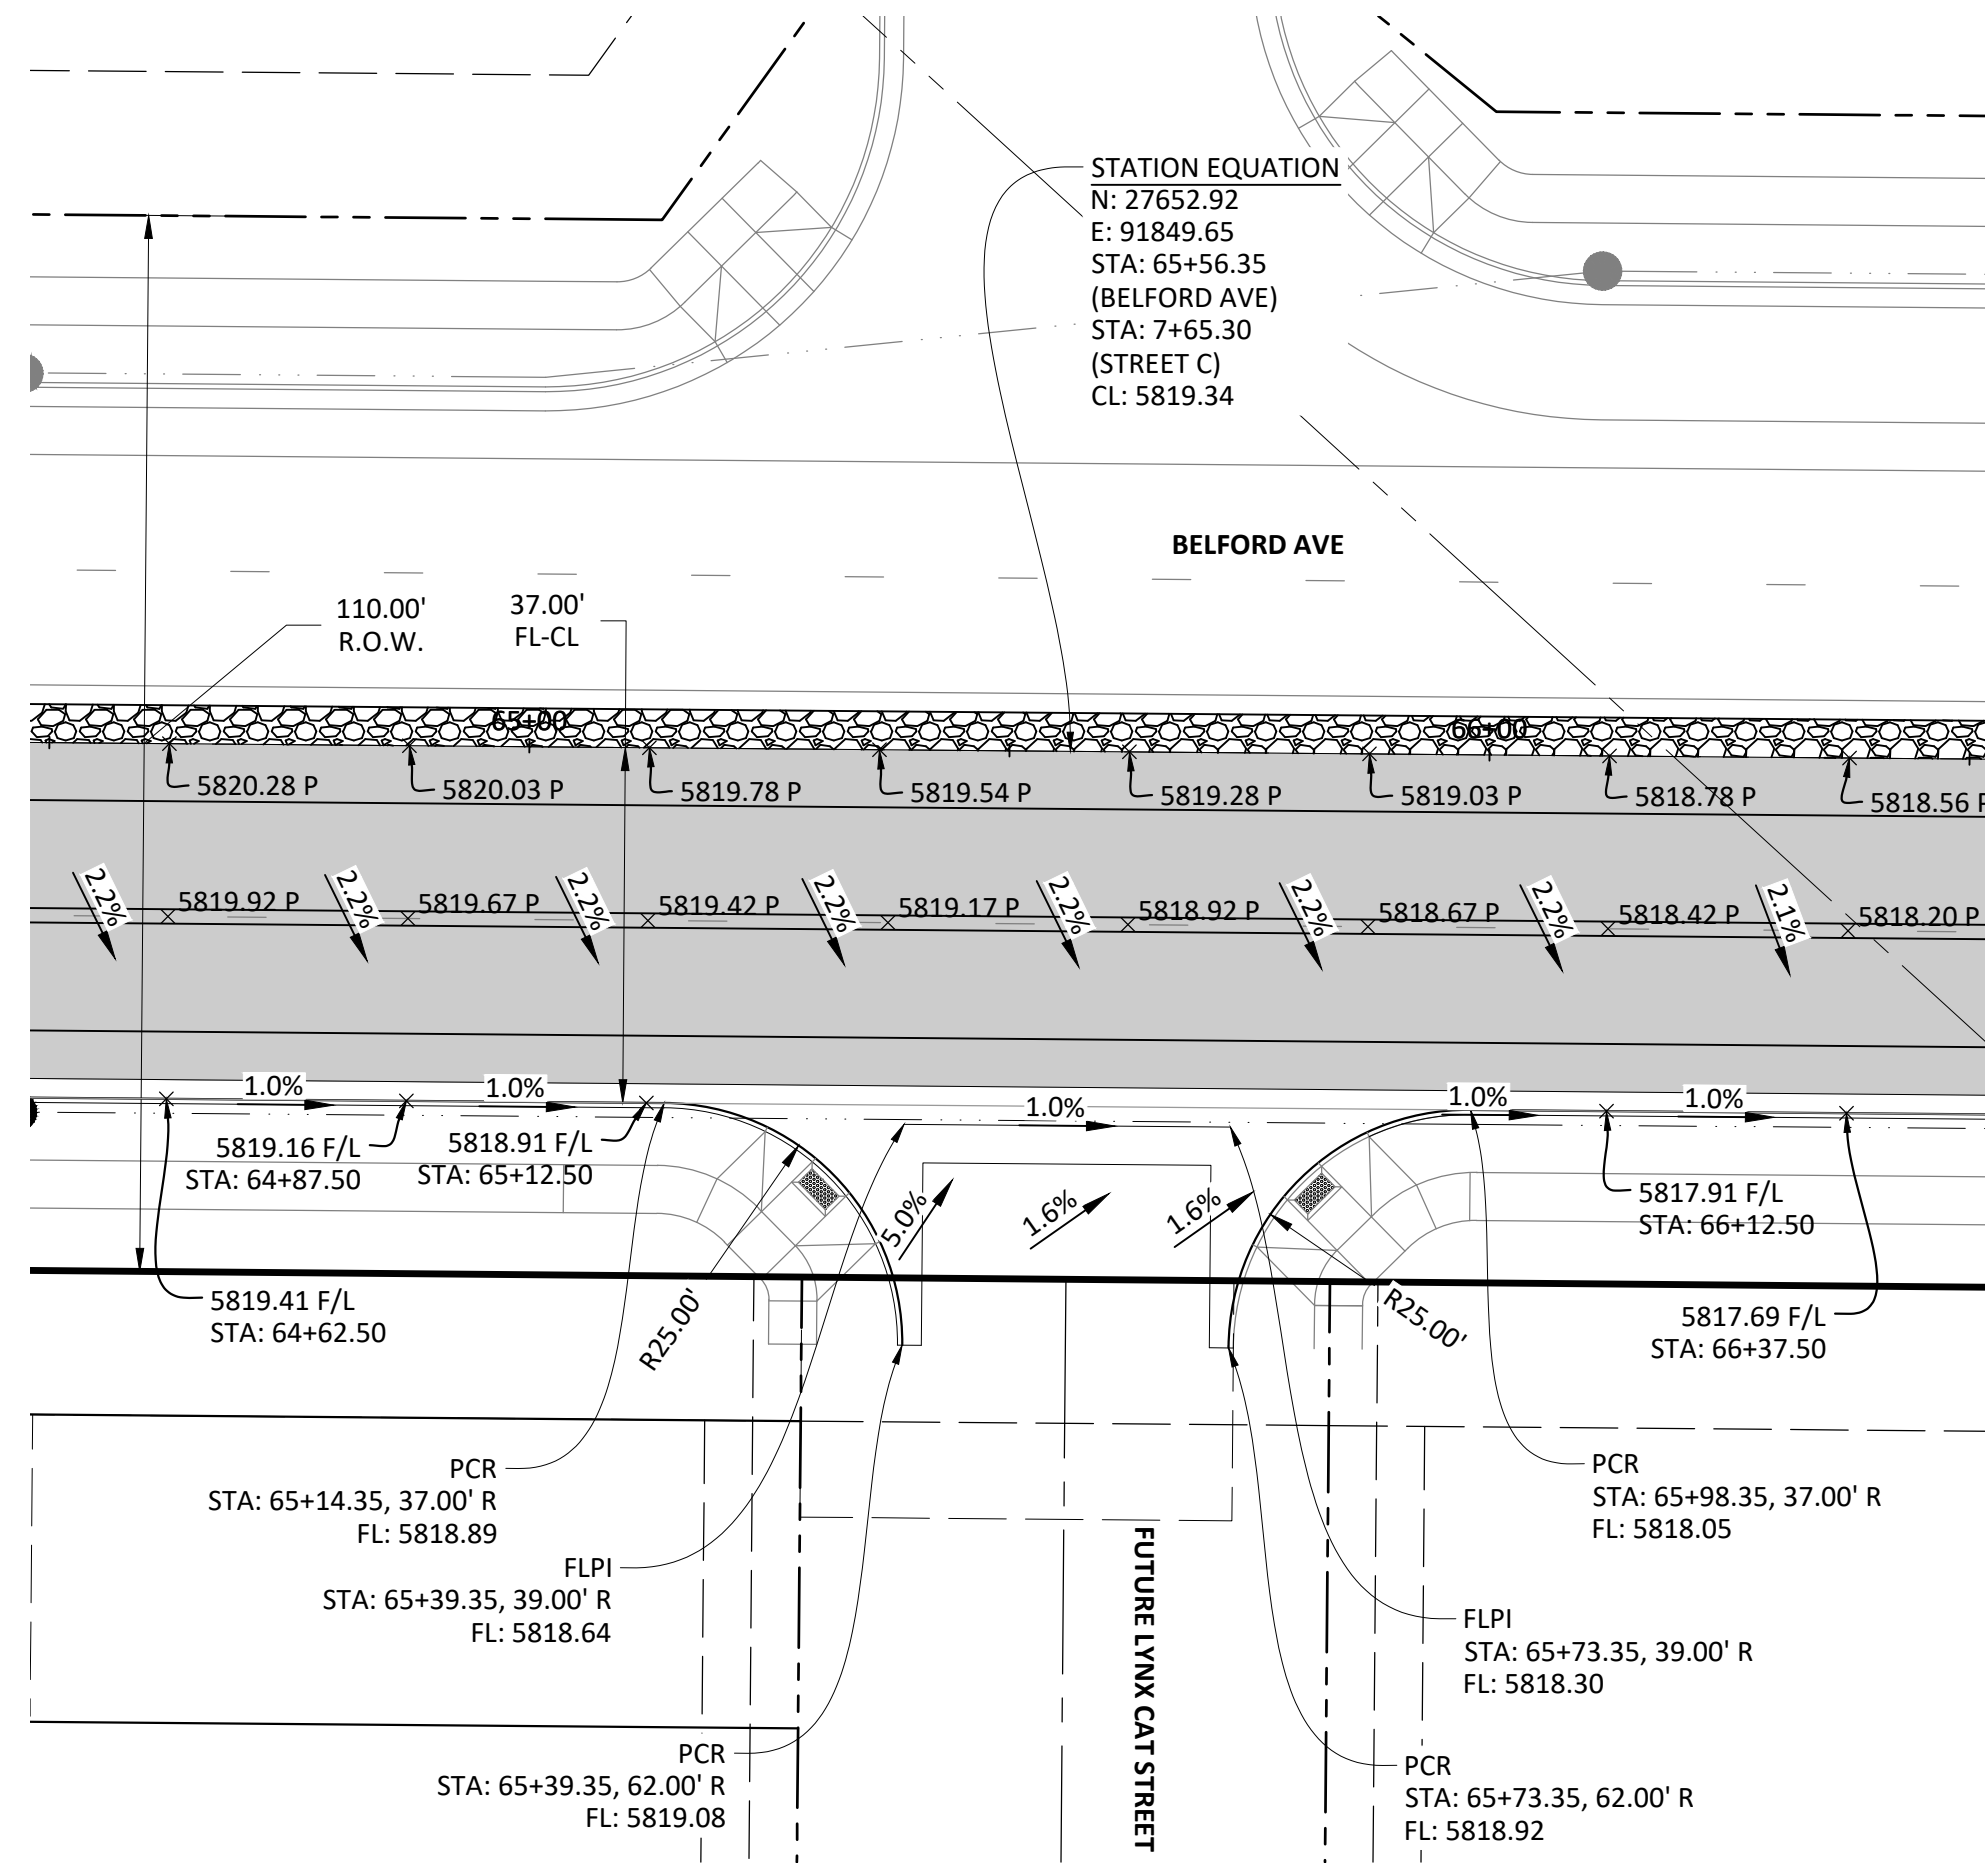 STATION EQUATION
N: 27652.92
E: 91849.65
STA: 65+56.35
(BELFORD AVE)
STA: 7+65.30
(STREET C)
CL: 5819.34
BELFORD AVE
110.00'
R.O.W.
37.00'
FL-CL
65+00
66+00
5820.28 P
5820.03 P
5819.78 P
5819.54 P
5819.28 P
5819.03 P
5818.78 P
5818.56 P
2.2%
2.2%
2.2%
2.2%
2.2%
2.2%
2.2%
2.1%
5819.92 P
5819.67 P
5819.42 P
5819.17 P
5818.92 P
5818.67 P
5818.42 P
5818.20 P
1.0%
1.0%
1.0%
1.0%
1.0%
5819.16 F/L
STA: 64+87.50
5818.91 F/L
STA: 65+12.50
5.0%
1.6%
1.6%
5817.91 F/L
STA: 66+12.50
5819.41 F/L
STA: 64+62.50
R25.00'
R25.00'
5817.69 F/L
STA: 66+37.50
PCR
STA: 65+14.35, 37.00' R
FL: 5818.89
FLPI
STA: 65+39.35, 39.00' R
FL: 5818.64
PCR
STA: 65+39.35, 62.00' R
FL: 5819.08
FUTURE LYNX CAT STREET
PCR
STA: 65+98.35, 37.00' R
FL: 5818.05
FLPI
STA: 65+73.35, 39.00' R
FL: 5818.30
PCR
STA: 65+73.35, 62.00' R
FL: 5818.92